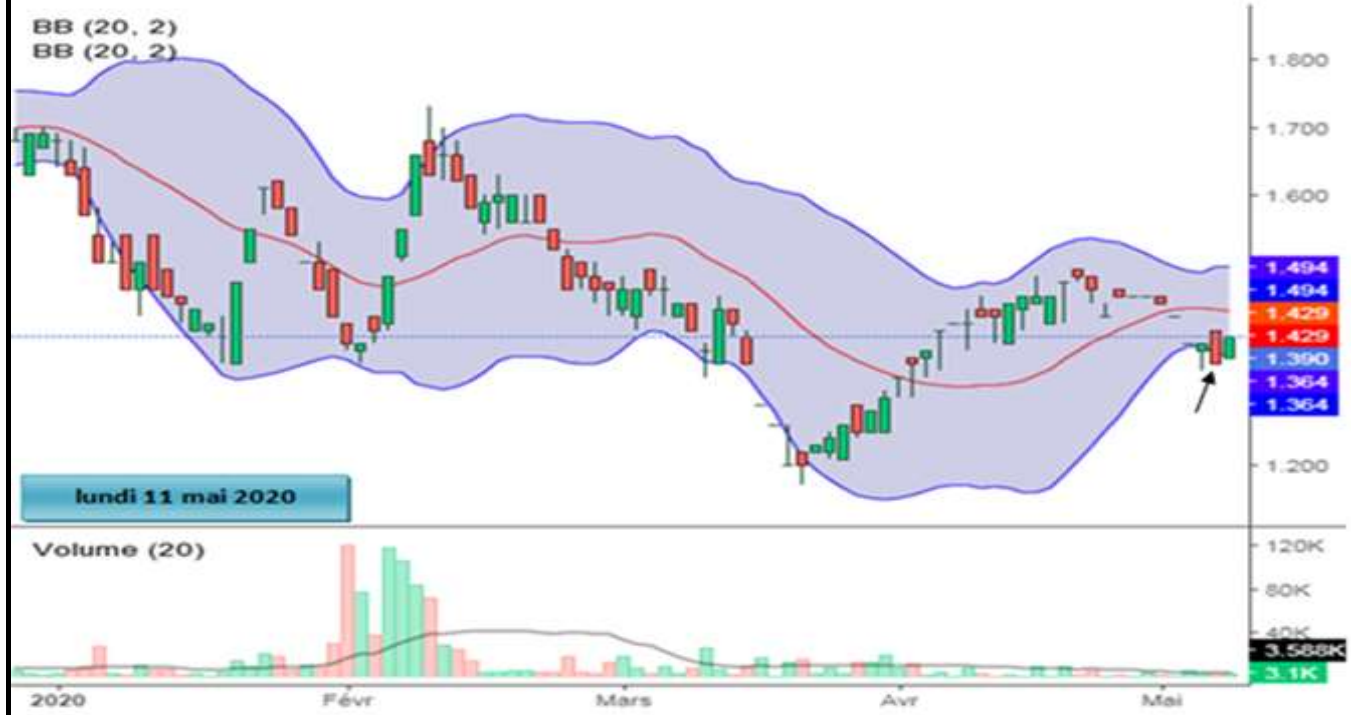 BB (20, 2)
BB (20, 2)
1.800
1.700
1.600
1.494
1.494
1.429
1.429
1.390
1.364
1.364
1.200
lundi 11 mai 2020
Volume (20)
120K
80K
40K
3.588K
3.1K
2020 Févr Mars Avr Mai